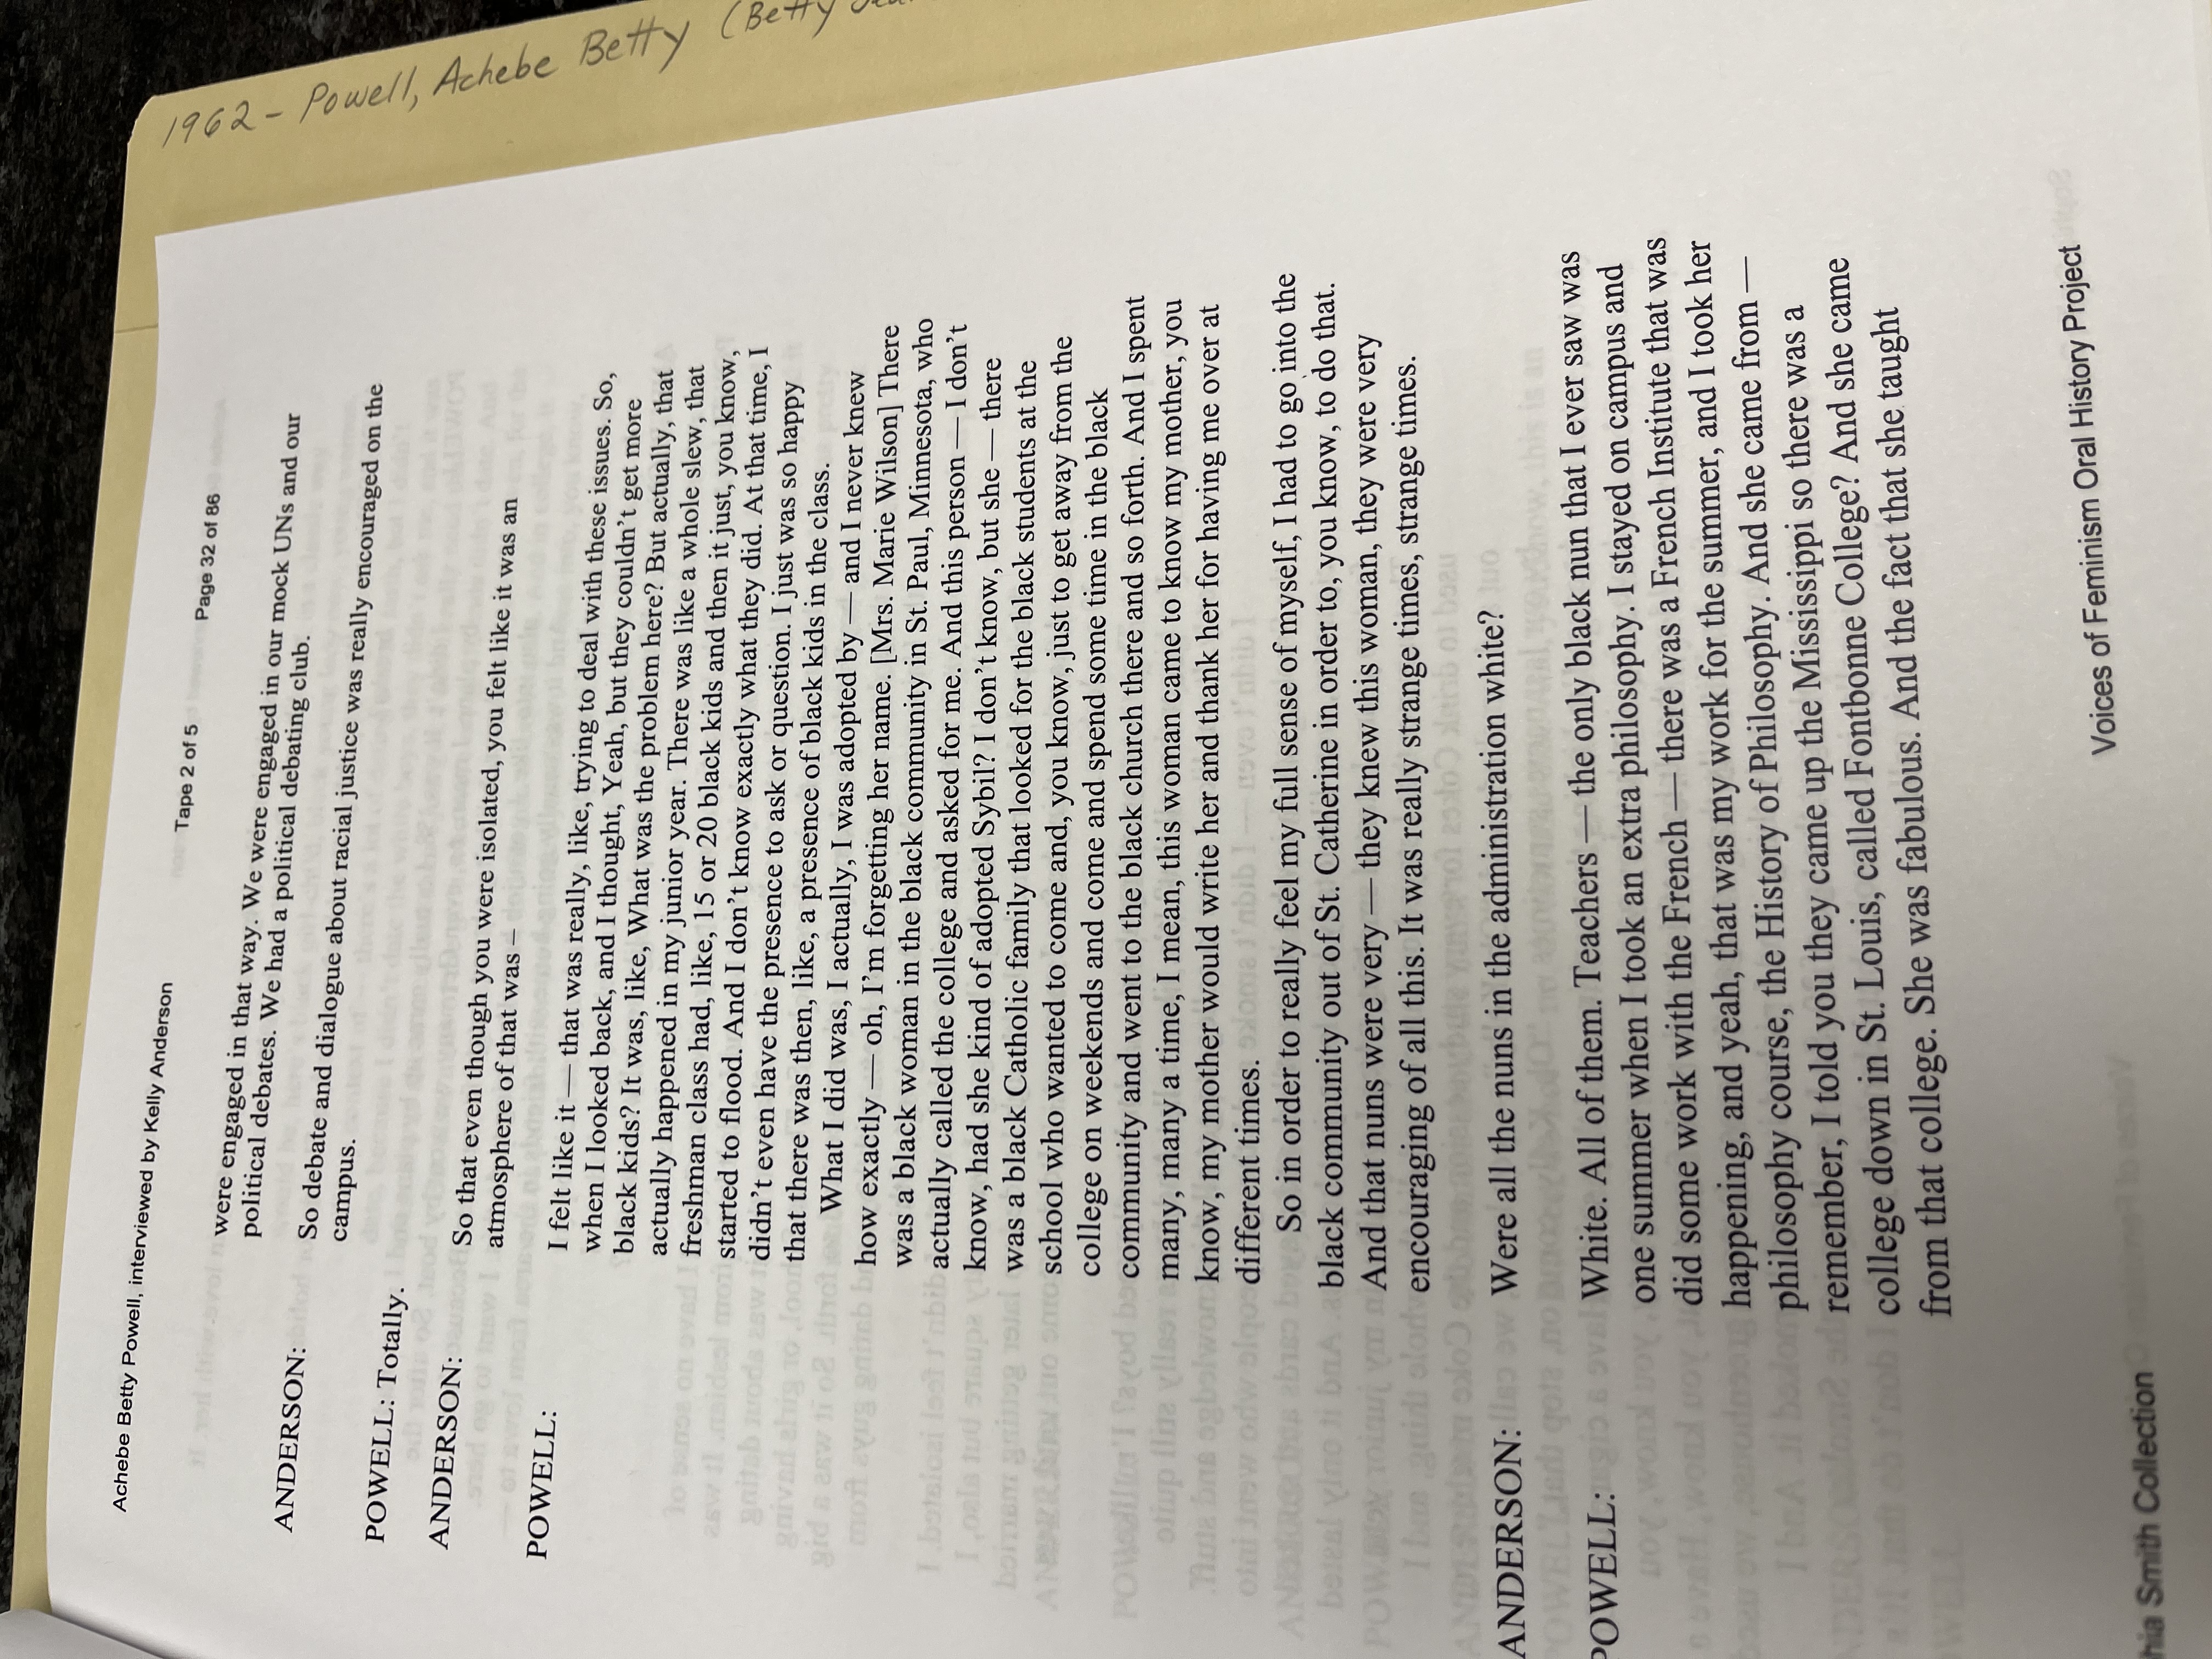 Achebe Betty Powell, interviewed by Kelly Anderson Tape 2 of 5 Page 32 of 86
were engaged in that way. We were engaged in our mock UNs and our
political debates. We had a political debating club.
ANDERSON: So debate and dialogue about racial justice was really encouraged on the
campus.
POWELL: Totally.
ANDERSON: So that even though you were isolated, you felt like it was an
atmosphere of that was –
POWELL: I felt like it — that was really, like, trying to deal with these issues. So,
when I looked back, and I thought, Yeah, but they couldn't get more
black kids? It was, like, What was the problem here? But actually, that
actually happened in my junior year. There was like a whole slew, that
freshman class had, like, 15 or 20 black kids and then it just, you know,
started to flood. And I don't know exactly what they did. At that time, I
didn't even have the presence to ask or question. I just was so happy
that there was then, like, a presence of black kids in the class.
What I did was, I actually, I was adopted by — and I never knew
how exactly — oh, I'm forgetting her name. [Mrs. Marie Wilson] There
was a black woman in the black community in St. Paul, Minnesota, who
actually called the college and asked for me. And this person — I don't
know, had she kind of adopted Sybil? I don't know, but she — there
was a black Catholic family that looked for the black students at the
school who wanted to come and, you know, just to get away from the
college on weekends and come and spend some time in the black
community and went to the black church there and so forth. And I spent
many, many a time, I mean, this woman came to know my mother, you
know, my mother would write her and thank her for having me over at
different times.
So in order to really feel my full sense of myself, I had to go into the
black community out of St. Catherine in order to, you know, to do that.
And that nuns were very — they knew this woman, they were very
encouraging of all this. It was really strange times, strange times.
ANDERSON: Were all the nuns in the administration white?
POWELL: White. All of them. Teachers — the only black nun that I ever saw was
one summer when I took an extra philosophy. I stayed on campus and
did some work with the French — there was a French Institute that was
happening, and yeah, that was my work for the summer, and I took her
philosophy course, the History of Philosophy. And she came from —
remember, I told you they came up the Mississippi so there was a
college down in St. Louis, called Fontbonne College? And she came
from that college. She was fabulous. And the fact that she taught
hia Smith Collection Voices of Feminism Oral History Project
1962 - Powell, Achebe Betty (Betty